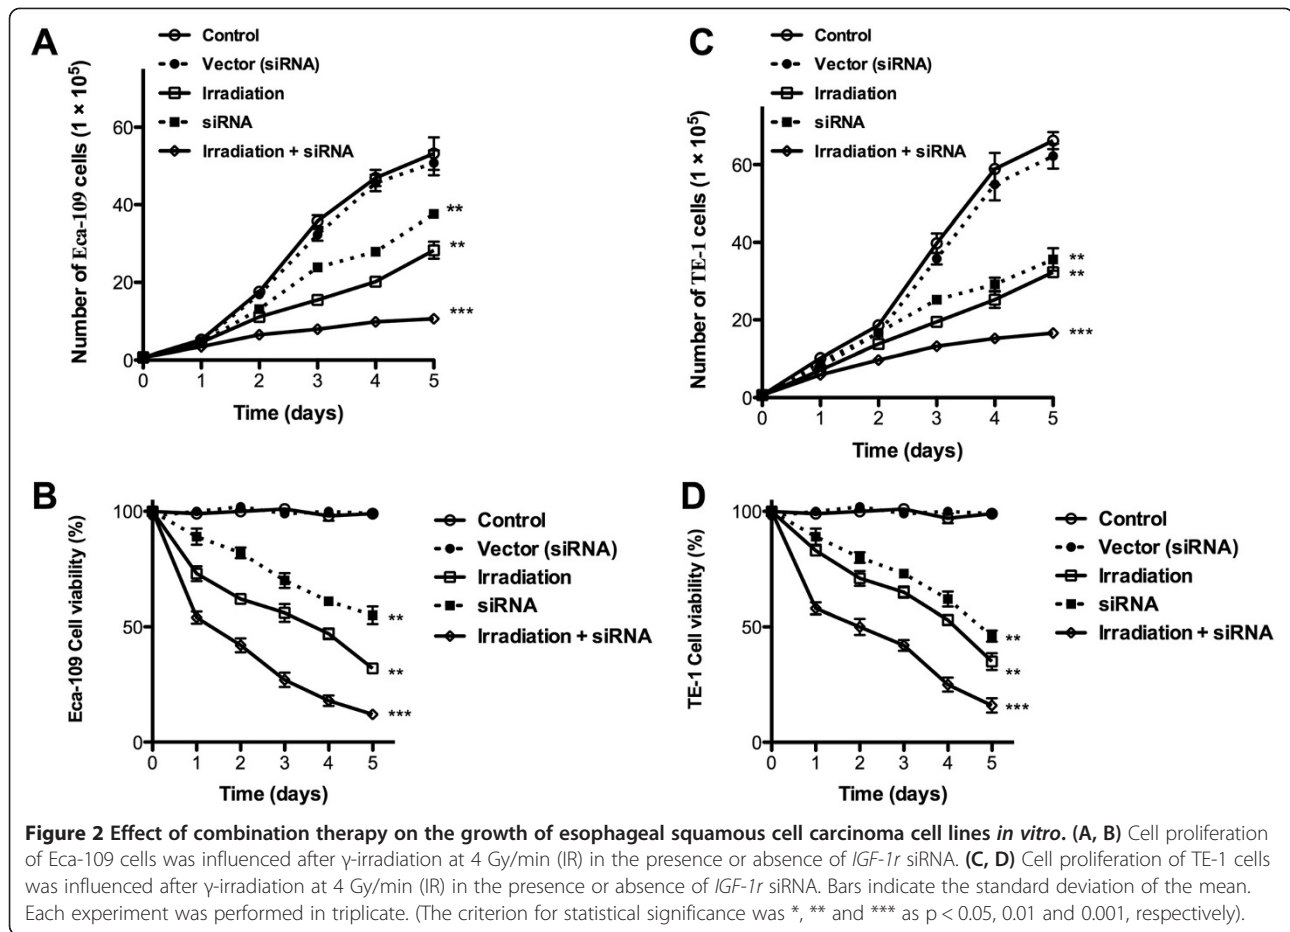 A
Control
Vector (siRNA)
Irradiation
siRNA
Irradiation + siRNA
Number of Eca-109 cells (1 × 10⁵)
60
40
20
0
**
**
***
0 1 2 3 4 5
Time (days)
C
Control
Vector (siRNA)
Irradiation
siRNA
Irradiation + siRNA
Number of TE-1 cells (1 × 10⁵)
60
40
20
0
**
**
***
0 1 2 3 4 5
Time (days)
B
Eca-109 Cell viability (%)
100
50
0
**
**
***
0 1 2 3 4 5
Time (days)
Control
Vector (siRNA)
Irradiation
siRNA
Irradiation + siRNA
D
TE-1 Cell viability (%)
100
50
0
**
**
***
0 1 2 3 4 5
Time (days)
Control
Vector (siRNA)
Irradiation
siRNA
Irradiation + siRNA
Figure 2 Effect of combination therapy on the growth of esophageal squamous cell carcinoma cell lines in vitro. (A, B) Cell proliferation
of Eca-109 cells was influenced after γ-irradiation at 4 Gy/min (IR) in the presence or absence of IGF-1r siRNA. (C, D) Cell proliferation of TE-1 cells
was influenced after γ-irradiation at 4 Gy/min (IR) in the presence or absence of IGF-1r siRNA. Bars indicate the standard deviation of the mean.
Each experiment was performed in triplicate. (The criterion for statistical significance was *, ** and *** as p < 0.05, 0.01 and 0.001, respectively).